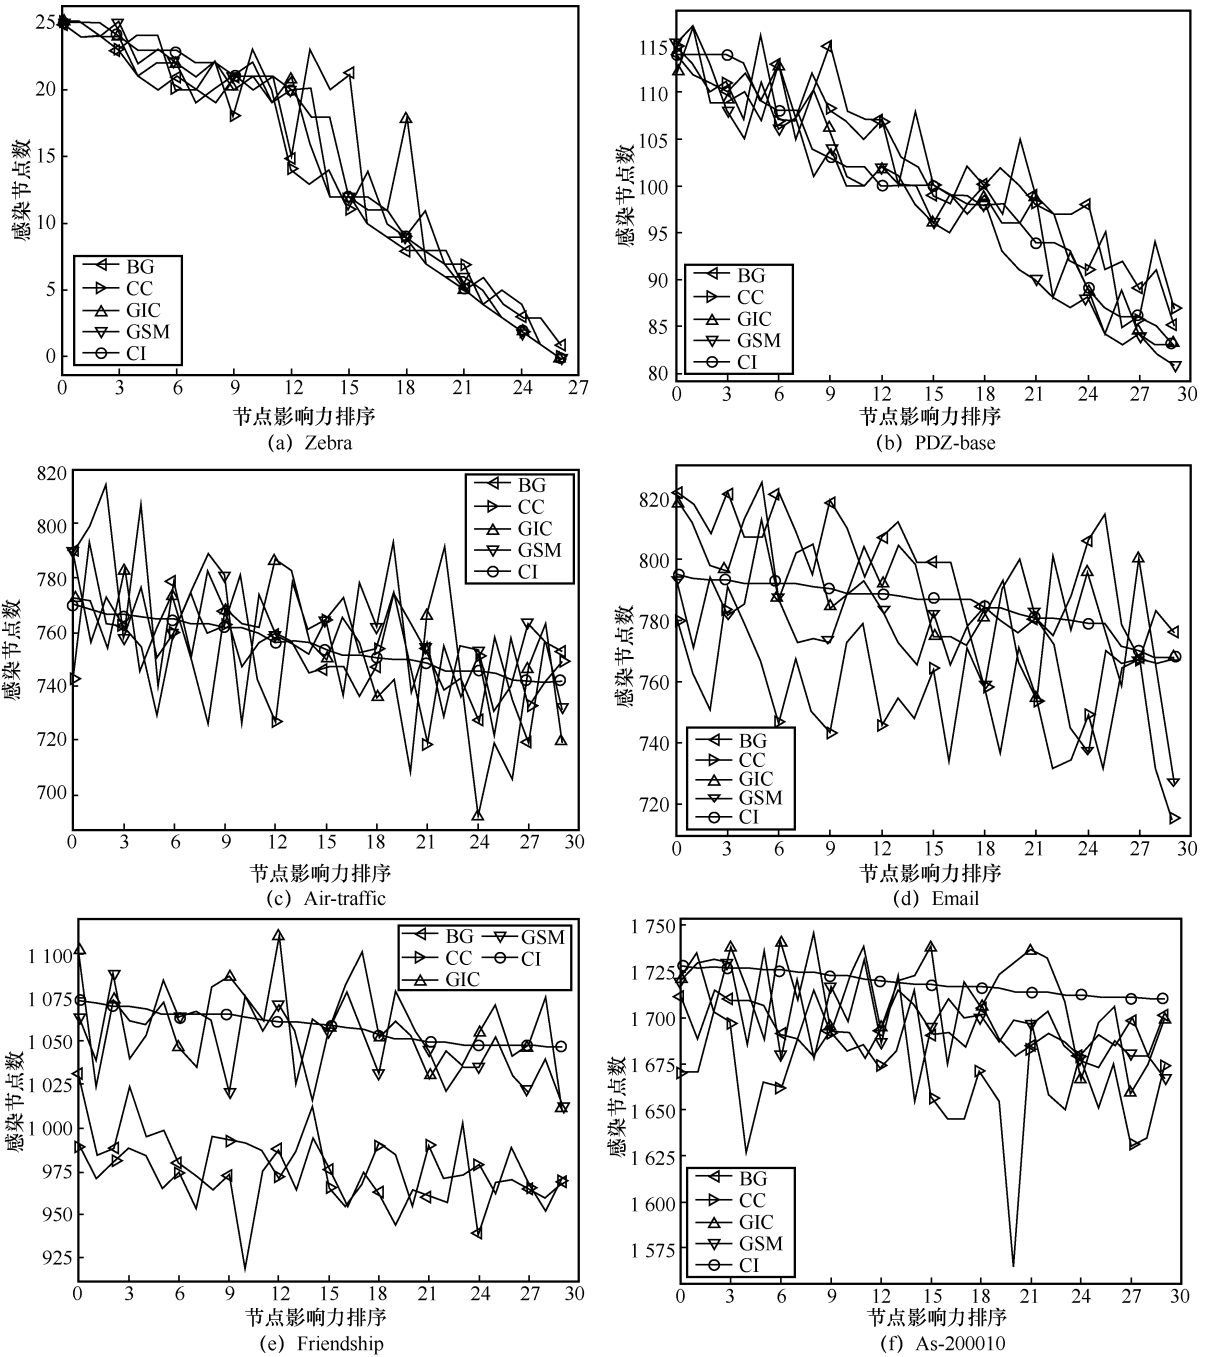 25
20
15
10
5
0
感染节点数
BG
CC
GIC
GSM
CI
0 3 6 9 12 15 18 21 24 27
节点影响力排序
(a) Zebra
115
110
105
100
95
90
85
80
感染节点数
BG
CC
GIC
GSM
CI
0 3 6 9 12 15 18 21 24 27 30
节点影响力排序
(b) PDZ-base
820
800
780
760
740
720
700
感染节点数
BG
CC
GIC
GSM
CI
0 3 6 9 12 15 18 21 24 27 30
节点影响力排序
(c) Air-traffic
820
800
780
760
740
720
感染节点数
BG
CC
GIC
GSM
CI
0 3 6 9 12 15 18 21 24 27 30
节点影响力排序
(d) Email
1 100
1 075
1 050
1 025
1 000
975
950
925
感染节点数
BG GSM
CC CI
GIC
0 3 6 9 12 15 18 21 24 27 30
节点影响力排序
(e) Friendship
1 750
1 725
1 700
1 675
1 650
1 625
1 600
1 575
感染节点数
BG
CC
GIC
GSM
CI
0 3 6 9 12 15 18 21 24 27 30
节点影响力排序
(f) As-200010